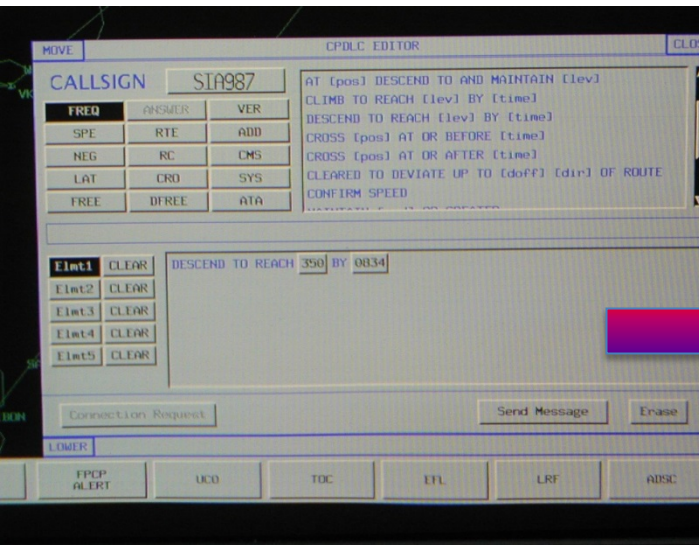 MOVE CPDLC EDITOR
CALLSIGN SIA987
FREQ ANSWER VER
SPE RTE ADD
NEG RC CMS
LAT CRO SYS
FREE DFREE ATA
AT [pos] DESCEND TO AND MAINTAIN [lev]
CLIMB TO REACH [lev] BY [time]
DESCEND TO REACH [lev] BY [time]
CROSS [pos] AT OR BEFORE [time]
CROSS [pos] AT OR AFTER [time]
CLEARED TO DEVIATE UP TO [doff] [dir] OF ROUTE
CONFIRM SPEED
Elmt1 CLEAR DESCEND TO REACH 350 BY 0834
Elmt2 CLEAR
Elmt3 CLEAR
Elmt4 CLEAR
Elmt5 CLEAR
Connection Request Send Message Erase
LOWER
FPCP ALERT UCO TOC EFL LRF ADSC